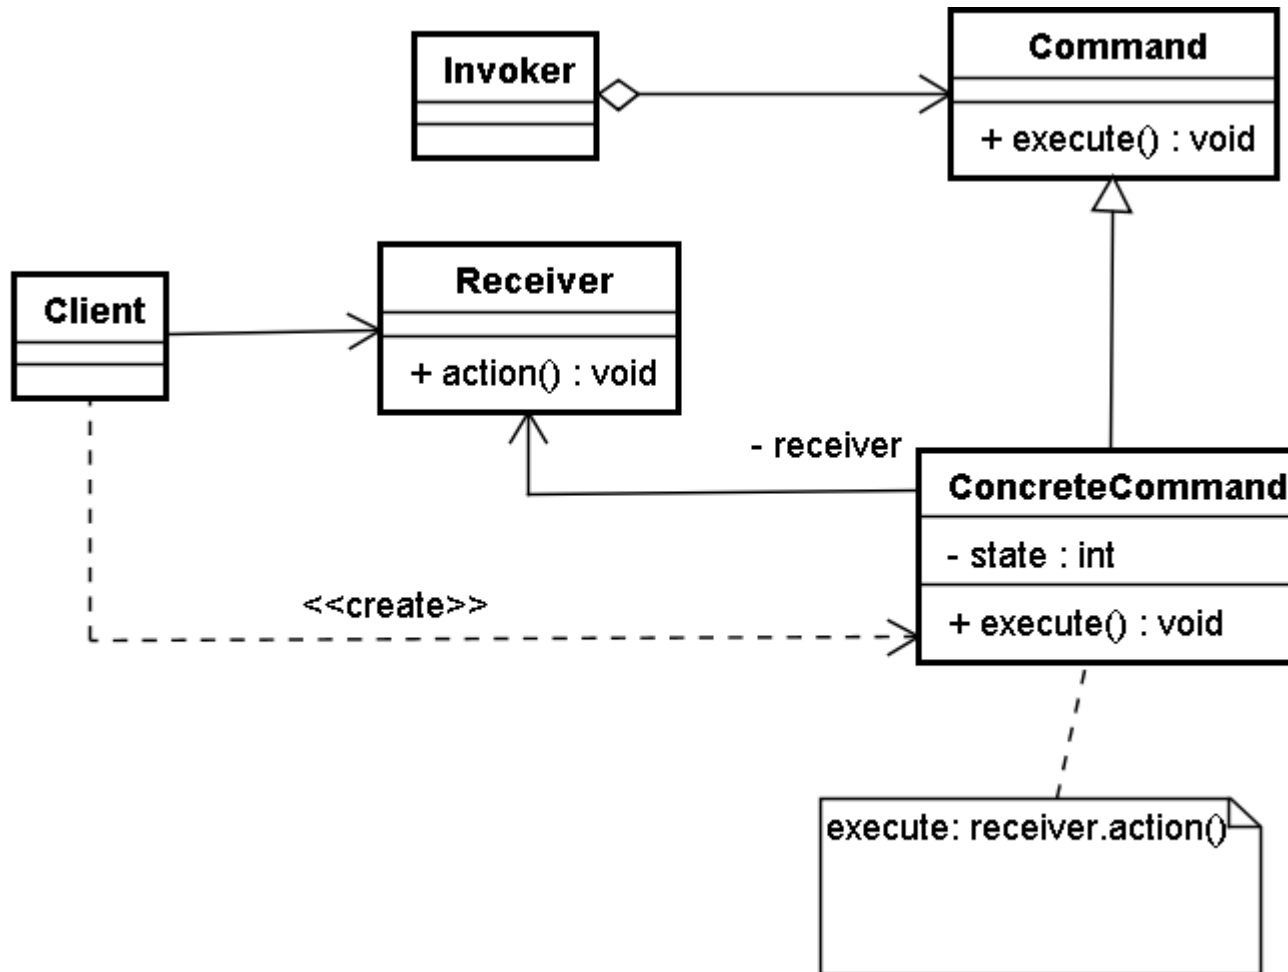 Invoker
Command
+ execute() : void
Client
Receiver
+ action() : void
- receiver
ConcreteCommand
- state : int
+ execute() : void
<<create>>
execute: receiver.action()